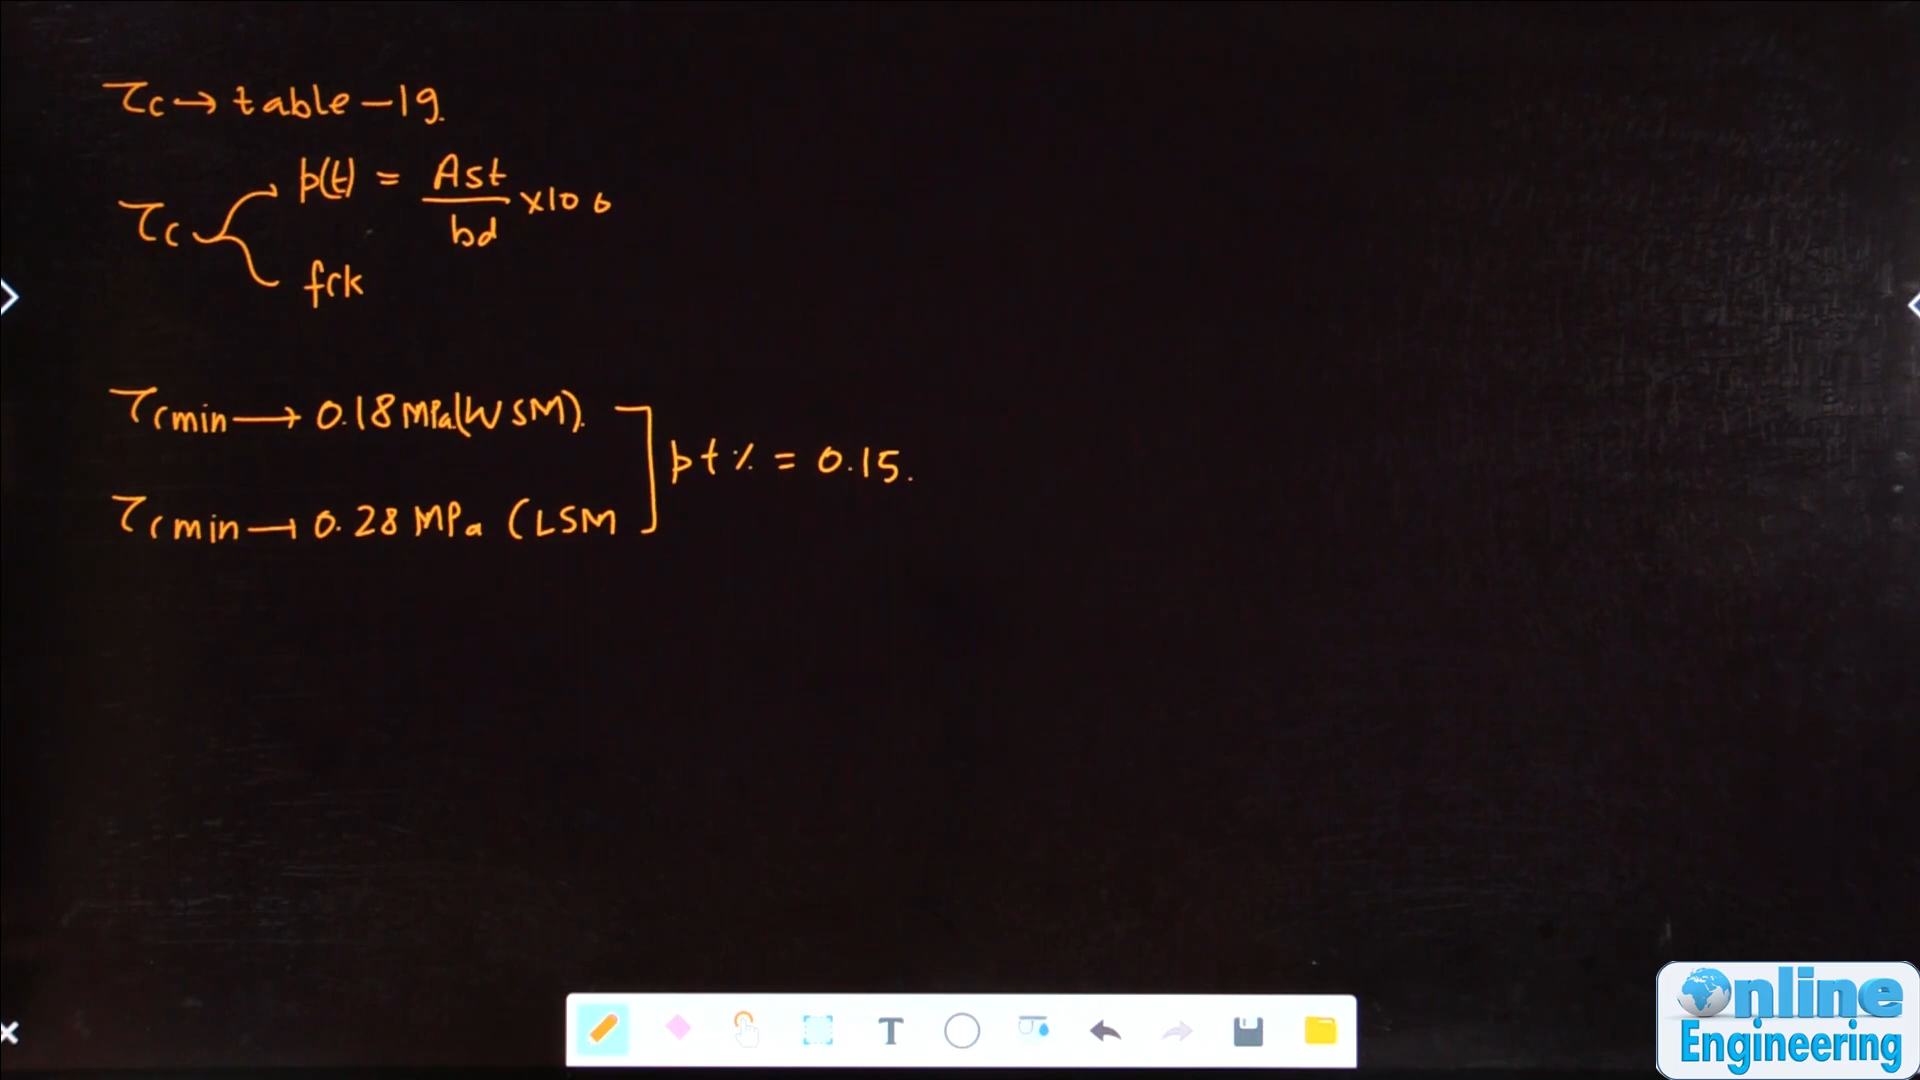 τc → table - 19.
p(t) = Ast/bd × 100
τc
fck
τcmin → 0.18 MPa (WSM).
pt % = 0.15.
τcmin → 0.28 MPa (LSM
T
Online
Engineering